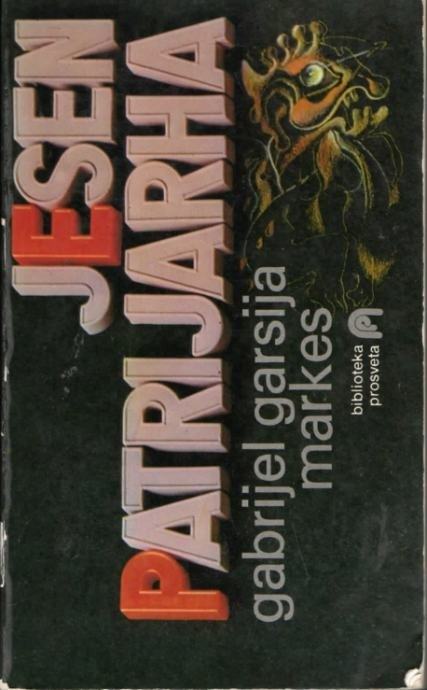 JESEN
PATRIJARHA
gabrijel garsija
markes
biblioteka
prosveta